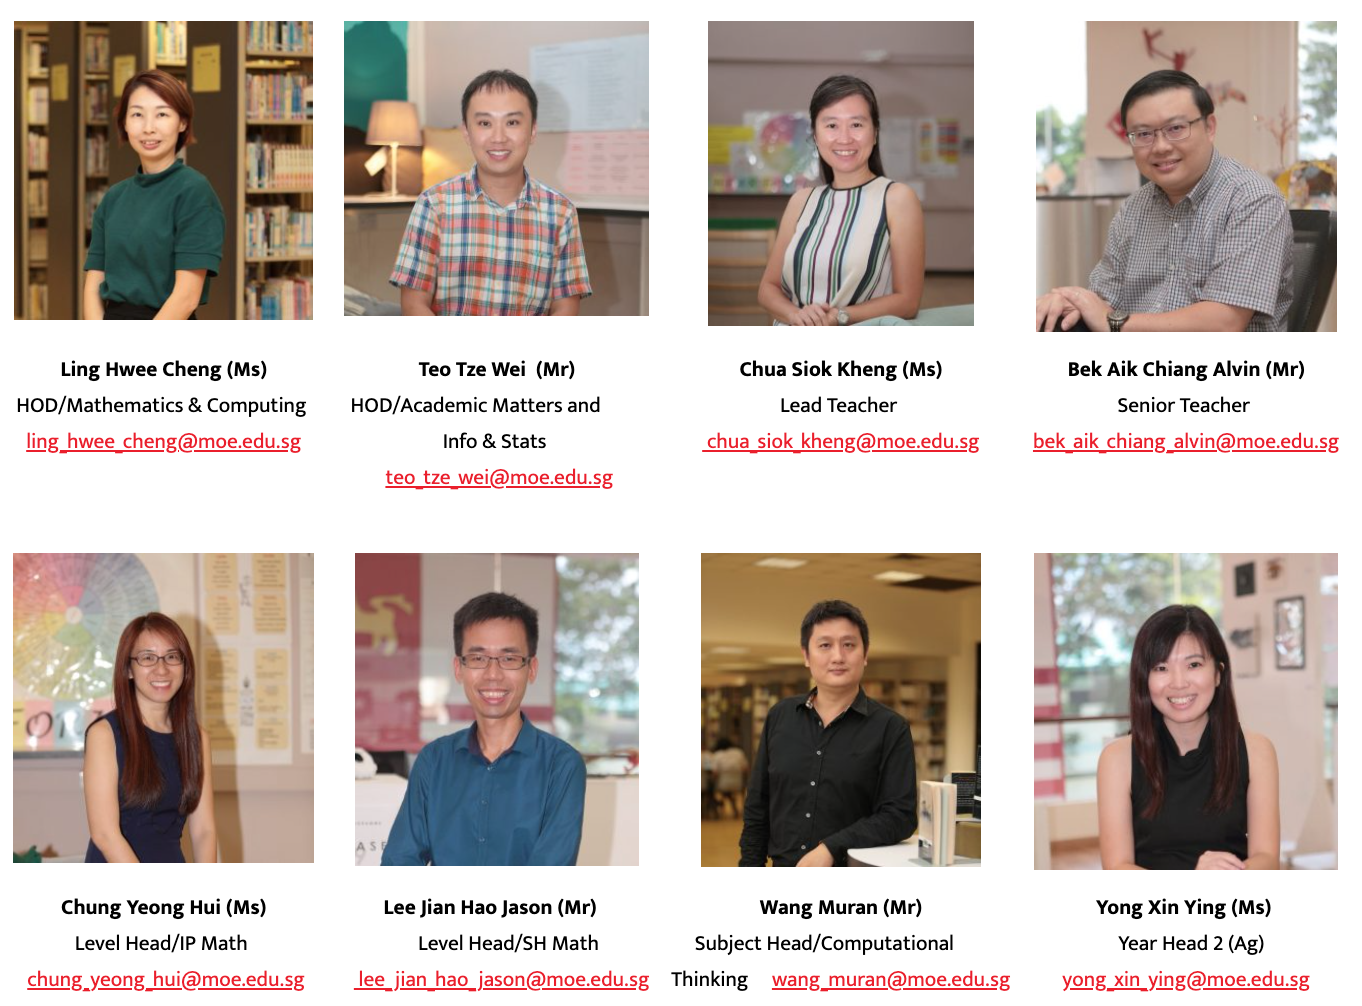 Ling Hwee Cheng (Ms)
HOD/Mathematics & Computing
ling_hwee_cheng@moe.edu.sg
Teo Tze Wei  (Mr)
HOD/Academic Matters and
Info & Stats
teo_tze_wei@moe.edu.sg
Chua Siok Kheng (Ms)
Lead Teacher
chua_siok_kheng@moe.edu.sg
Bek Aik Chiang Alvin (Mr)
Senior Teacher
bek_aik_chiang_alvin@moe.edu.sg
Chung Yeong Hui (Ms)
Level Head/IP Math
chung_yeong_hui@moe.edu.sg
Lee Jian Hao Jason (Mr)
Level Head/SH Math
lee_jian_hao_jason@moe.edu.sg
Wang Muran (Mr)
Subject Head/Computational
Thinking wang_muran@moe.edu.sg
Yong Xin Ying (Ms)
Year Head 2 (Ag)
yong_xin_ying@moe.edu.sg